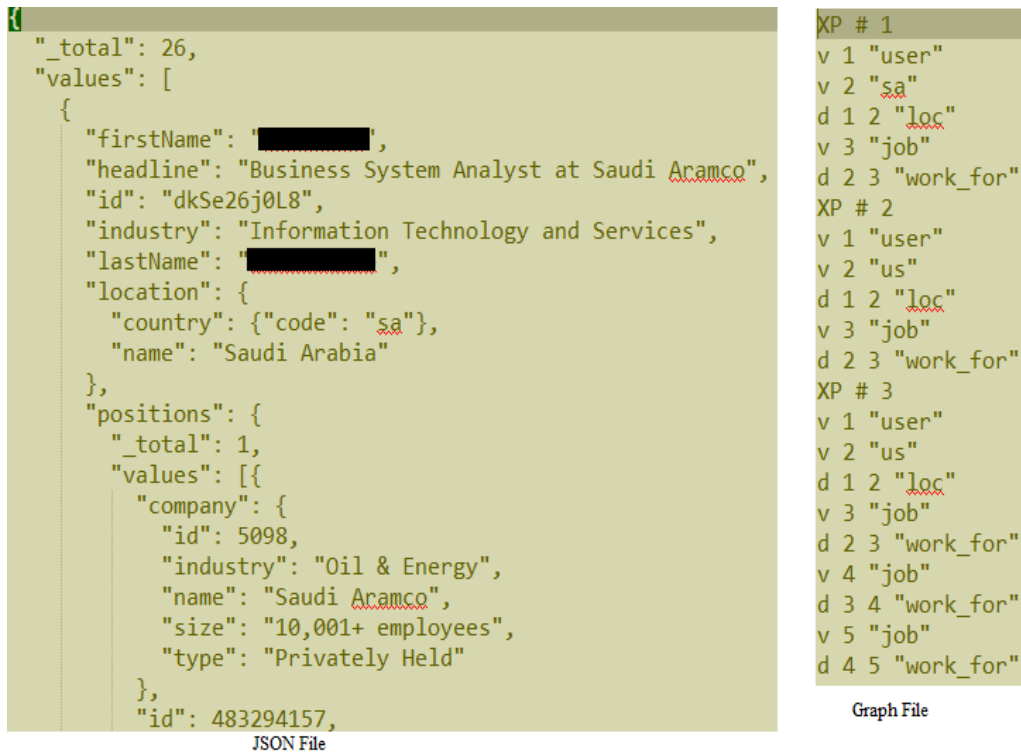 {
"_total": 26,
"values": [
{
"firstName": "",
"headline": "Business System Analyst at Saudi Aramco",
"id": "dkSe26j0L8",
"industry": "Information Technology and Services",
"lastName": "",
"location": {
"country": {"code": "sa"},
"name": "Saudi Arabia"
},
"positions": {
"_total": 1,
"values": [{
"company": {
"id": 5098,
"industry": "Oil & Energy",
"name": "Saudi Aramco",
"size": "10,001+ employees",
"type": "Privately Held"
},
"id": 483294157,
JSON File
XP # 1
v 1 "user"
v 2 "sa"
d 1 2 "loc"
v 3 "job"
d 2 3 "work_for"
XP # 2
v 1 "user"
v 2 "us"
d 1 2 "loc"
v 3 "job"
d 2 3 "work_for"
XP # 3
v 1 "user"
v 2 "us"
d 1 2 "loc"
v 3 "job"
d 2 3 "work_for"
v 4 "job"
d 3 4 "work_for"
v 5 "job"
d 4 5 "work_for"
Graph File